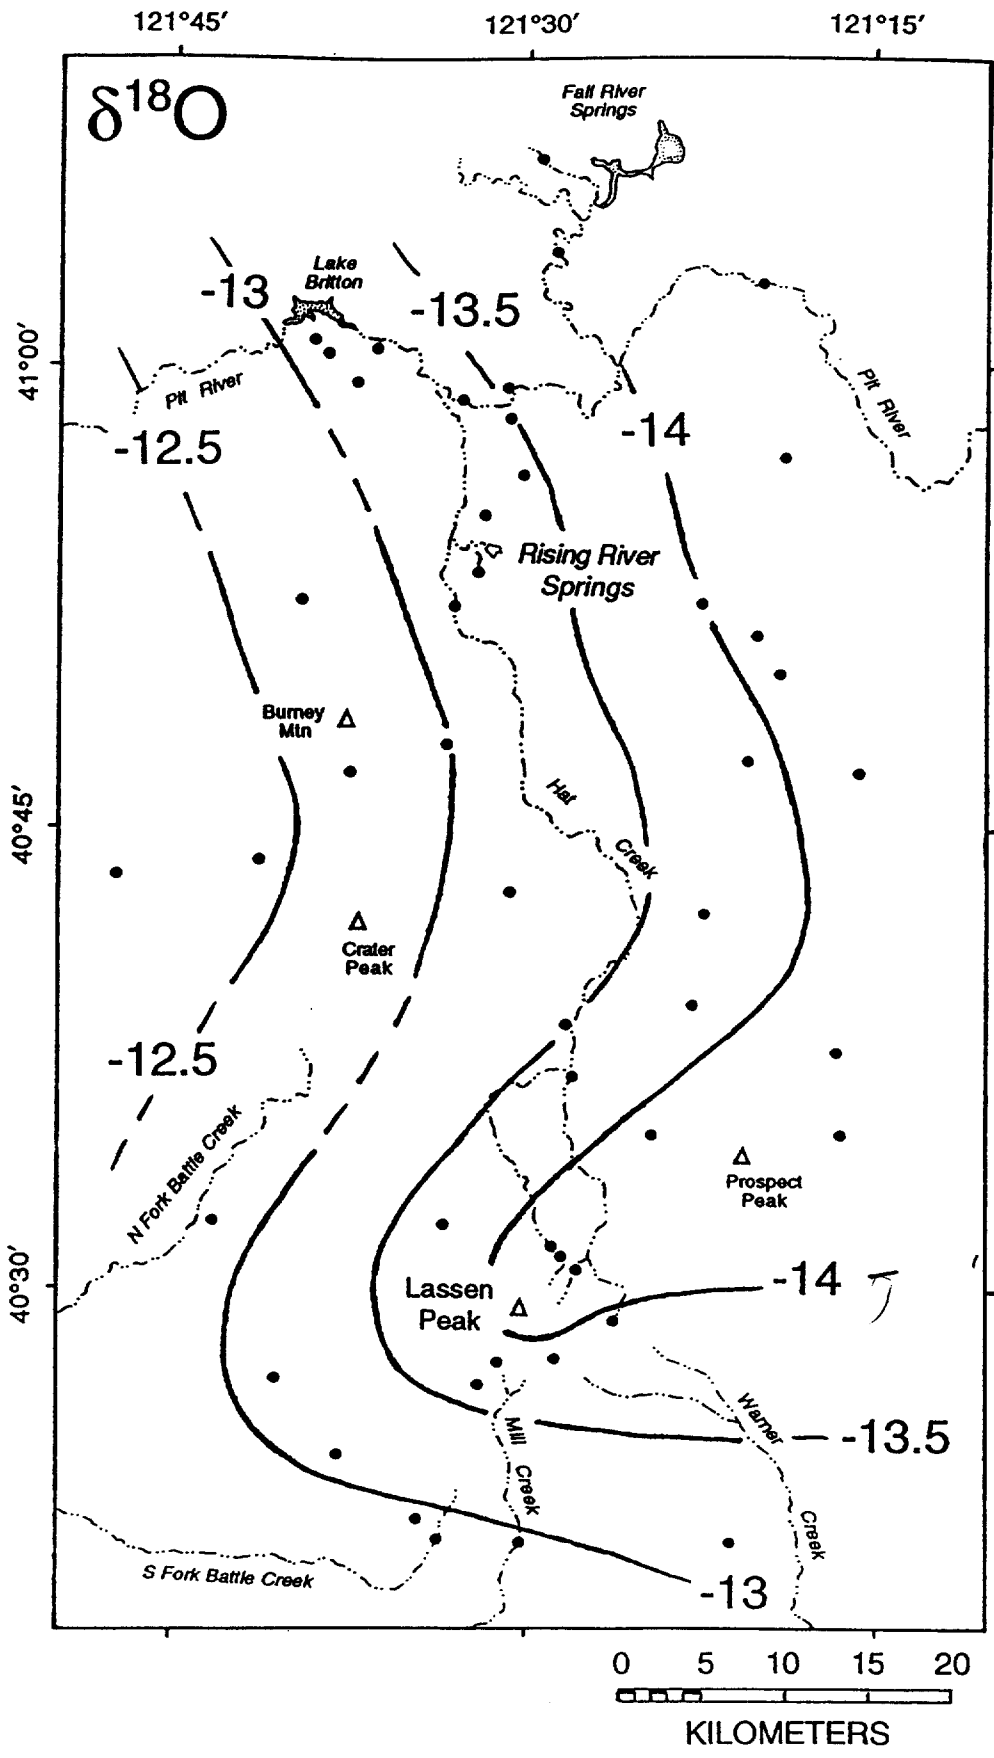 121°45′ 121°30′ 121°15′
δ¹⁸O
Fall River
Springs
Lake
Britton
-13
-13.5
41°00′
Pit River
Pit River
-14
-12.5
Rising River
Springs
Burney
Mtn
Hat
Creek
40°45′
Crater
Peak
-12.5
N Fork Battle Creek
Prospect
Peak
40°30′
Lassen
Peak
-14
Warner
Creek
Mill
Creek
-13.5
S Fork Battle Creek
-13
0 5 10 15 20
KILOMETERS